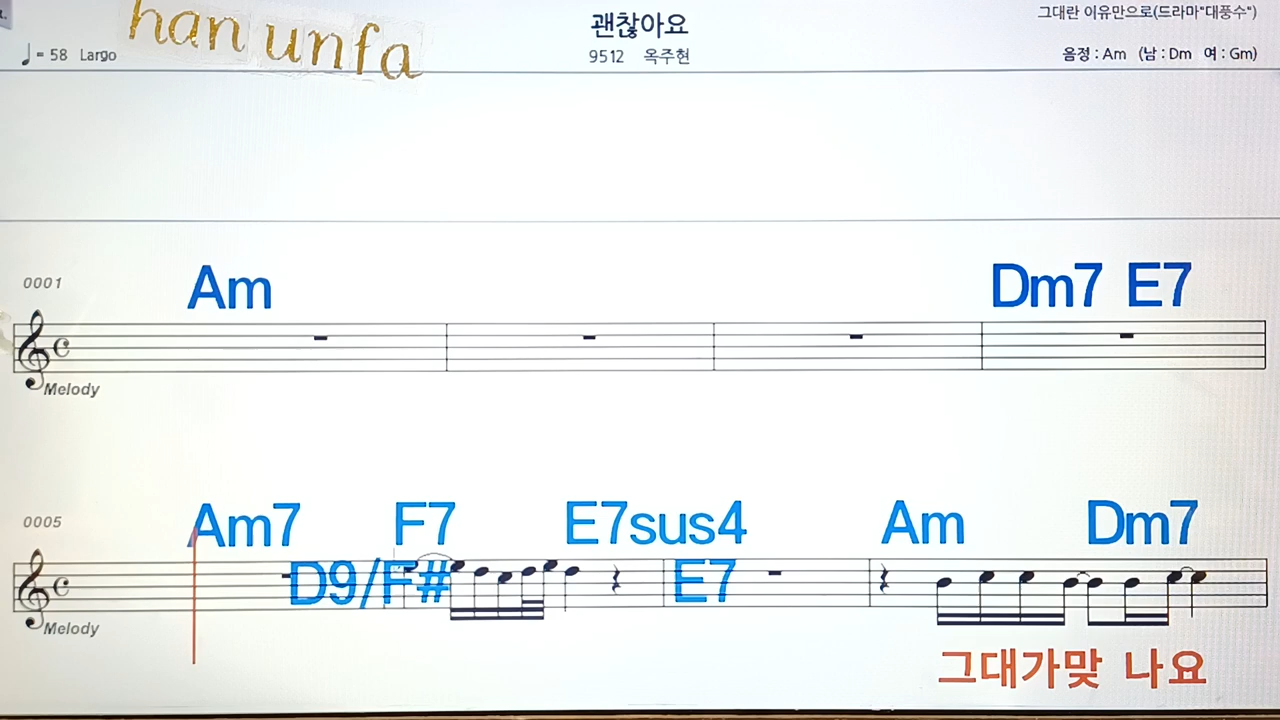 han unfa
괜찮아요
그대란 이유만으로(드라마"대풍수")
♩= 58 Largo
9512 옥주현
음정 : Am (남 : Dm 여 : Gm)
0001
Am Dm7 E7
Melody
0005
Am7 F7 E7sus4 Am Dm7
D9/F# E7
Melody
그대가맞 나요